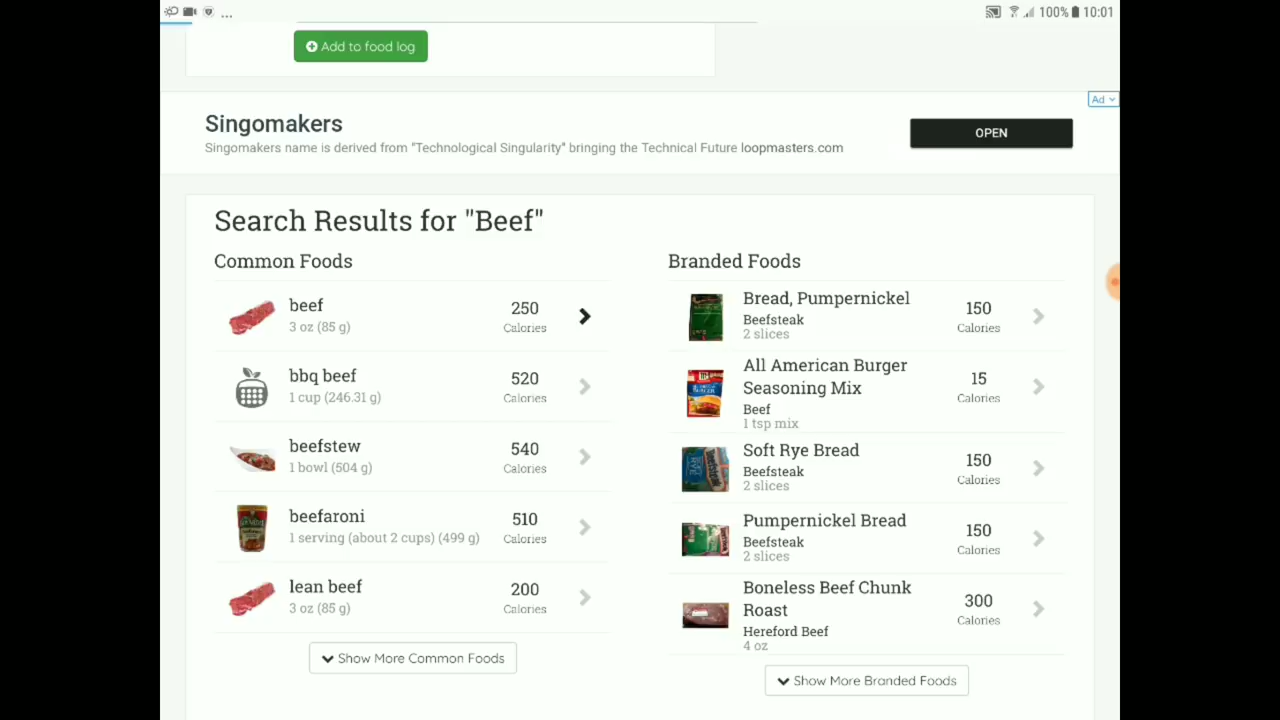 ...
100% 10:01
Add to food log
Ad
Singomakers
Singomakers name is derived from "Technological Singularity" bringing the Technical Future loopmasters.com
OPEN
Search Results for "Beef"
Common Foods
beef
3 oz (85 g)
250
Calories
bbq beef
1 cup (246.31 g)
520
Calories
beefstew
1 bowl (504 g)
540
Calories
beefaroni
1 serving (about 2 cups) (499 g)
510
Calories
lean beef
3 oz (85 g)
200
Calories
Show More Common Foods
Branded Foods
Bread, Pumpernickel
Beefsteak
2 slices
150
Calories
All American Burger
Seasoning Mix
Beef
1 tsp mix
15
Calories
Soft Rye Bread
Beefsteak
2 slices
150
Calories
Pumpernickel Bread
Beefsteak
2 slices
150
Calories
Boneless Beef Chunk
Roast
Hereford Beef
4 oz
300
Calories
Show More Branded Foods